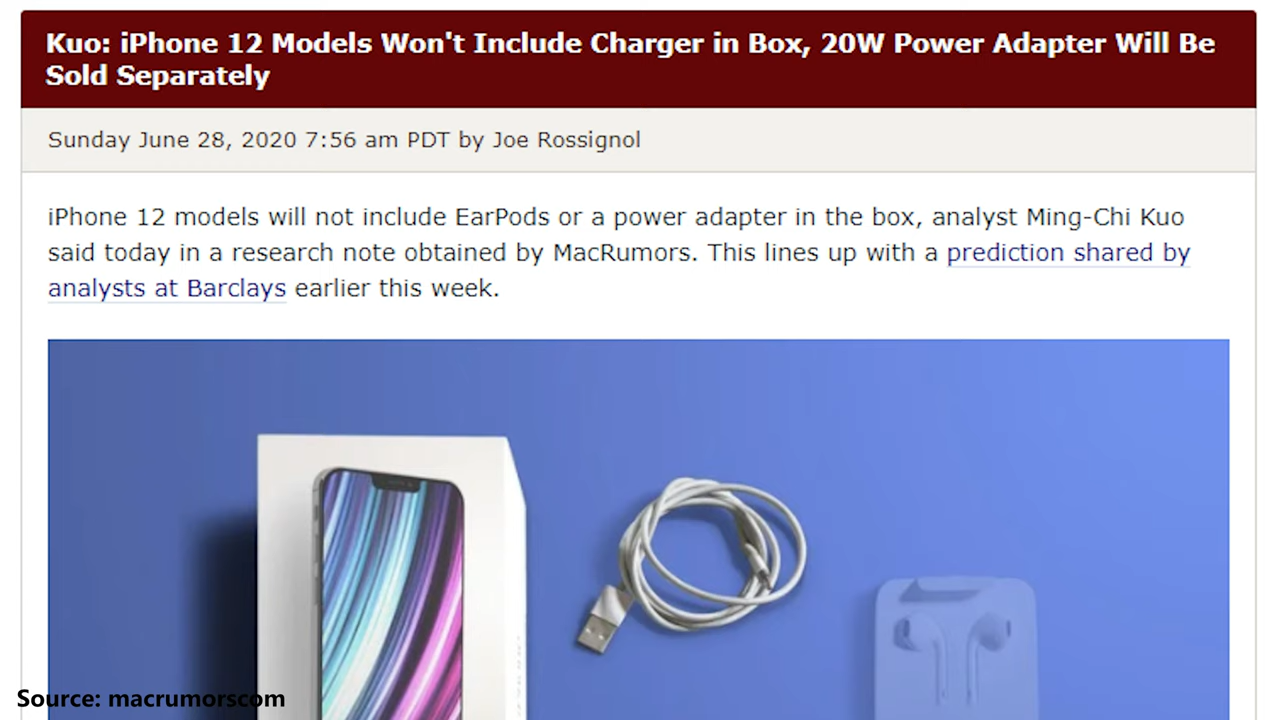 Kuo: iPhone 12 Models Won't Include Charger in Box, 20W Power Adapter Will Be
Sold Separately
Sunday June 28, 2020 7:56 am PDT by Joe Rossignol
iPhone 12 models will not include EarPods or a power adapter in the box, analyst Ming-Chi Kuo
said today in a research note obtained by MacRumors. This lines up with a prediction shared by
analysts at Barclays earlier this week.
Source: macrumorscom